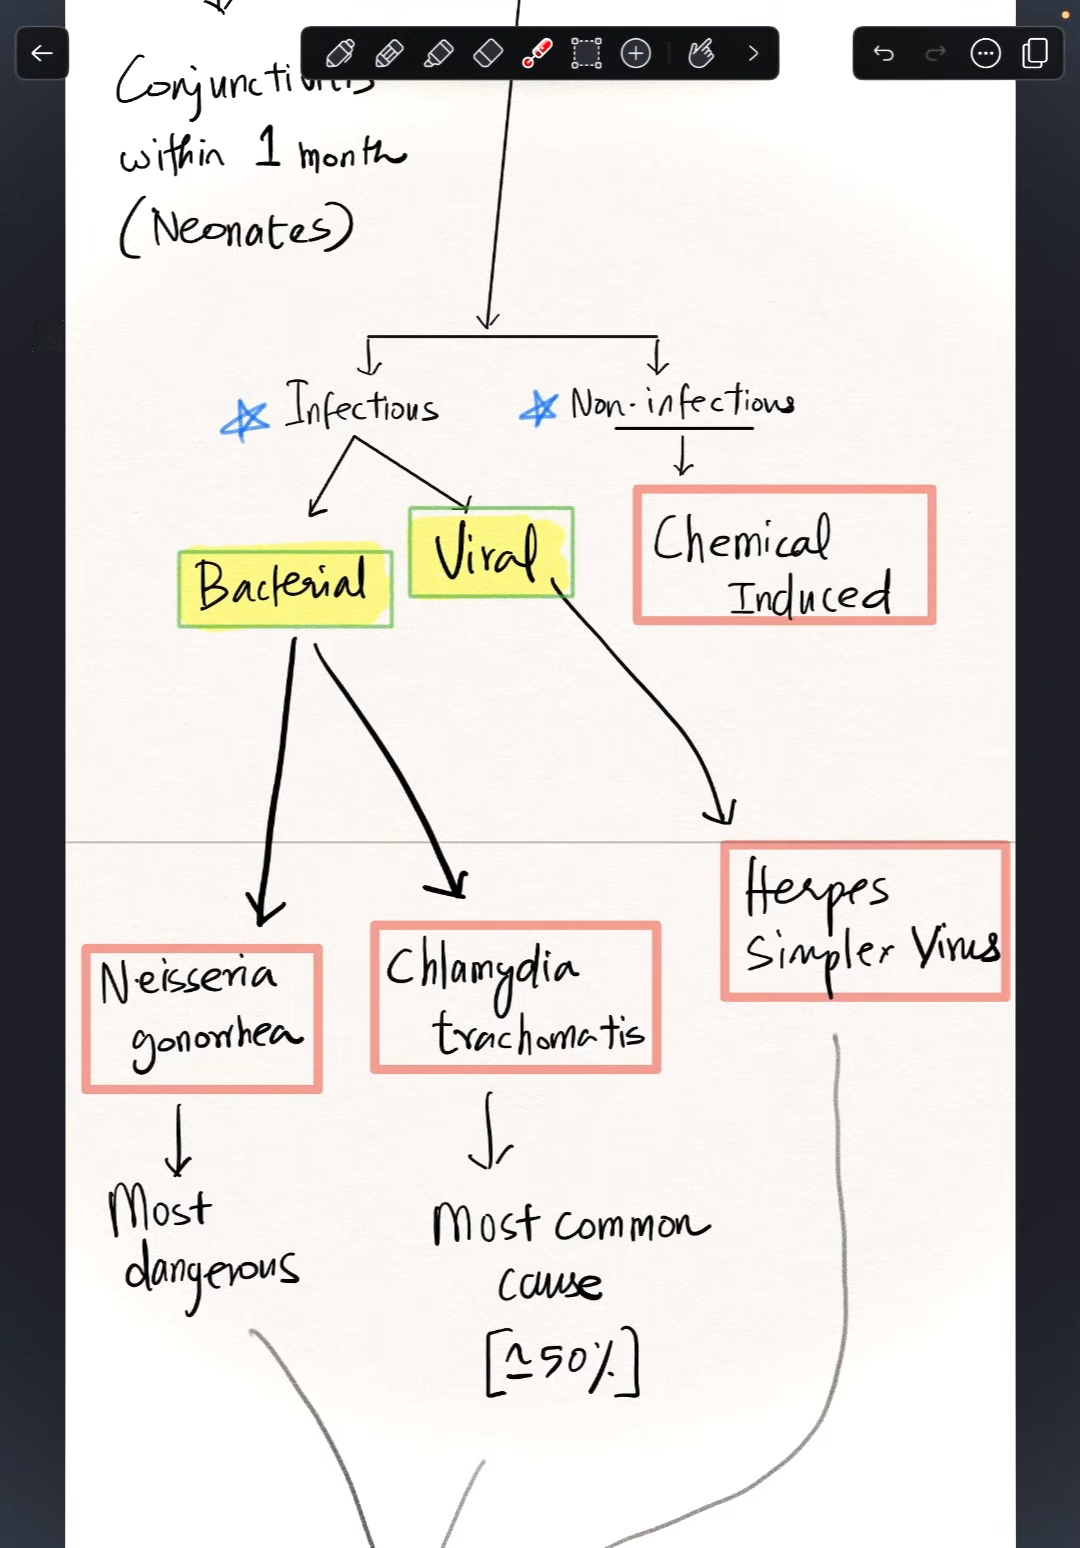 Conjunctivitis
within 1 month
(Neonates)
Infectious
Non-infectious
Bacterial
Viral
Chemical
Induced
Neisseria
gonorrhea
Chlamydia
trachomatis
Herpes
Simplex Virus
Most
dangerous
Most common
cause
[≃50%]